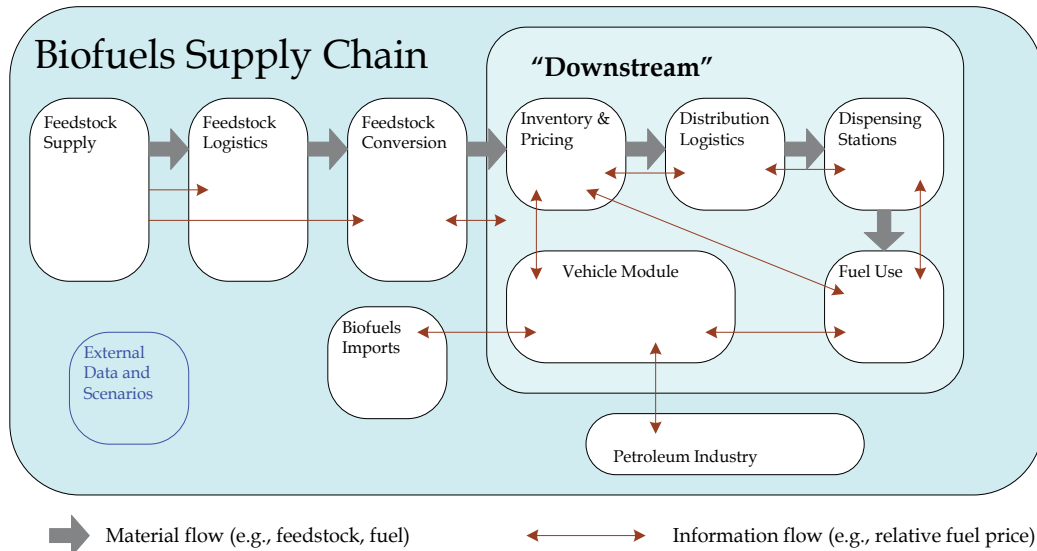 Biofuels Supply Chain
“Downstream”
Feedstock
Supply
Feedstock
Logistics
Feedstock
Conversion
Inventory &
Pricing
Distribution
Logistics
Dispensing
Stations
Vehicle Module
Fuel Use
Biofuels
Imports
External
Data and
Scenarios
Petroleum Industry
Material flow (e.g., feedstock, fuel)
Information flow (e.g., relative fuel price)